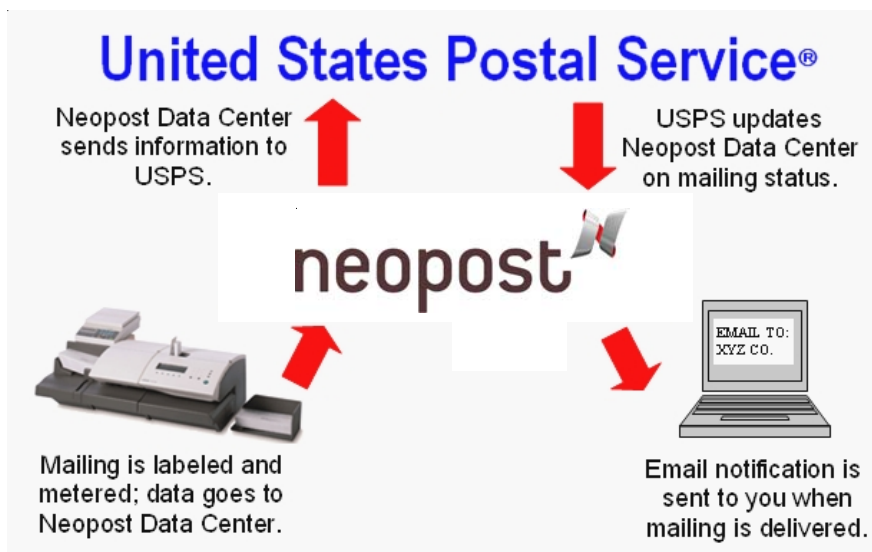 United States Postal Service®
Neopost Data Center
sends information to
USPS.
USPS updates
Neopost Data Center
on mailing status.
neopost
EMAIL TO:
XYZ CO.
Mailing is labeled and
metered; data goes to
Neopost Data Center.
Email notification is
sent to you when
mailing is delivered.